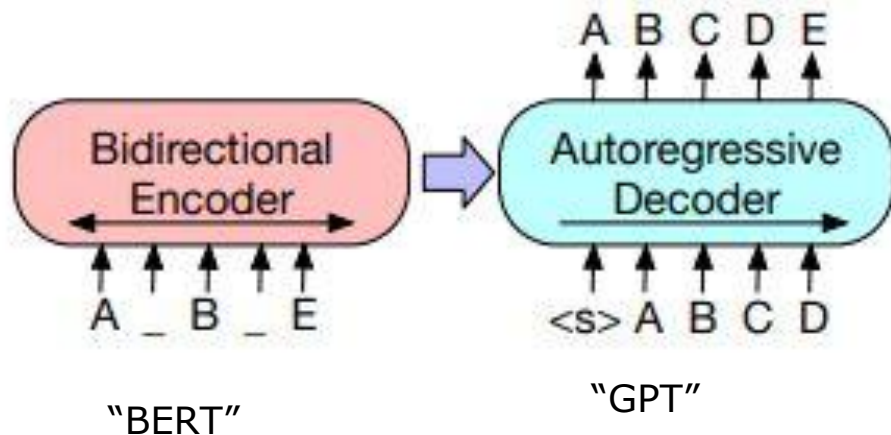 A B C D E
Bidirectional
Encoder
Autoregressive
Decoder
A _ B _ E
<s> A B C D
“BERT”
“GPT”